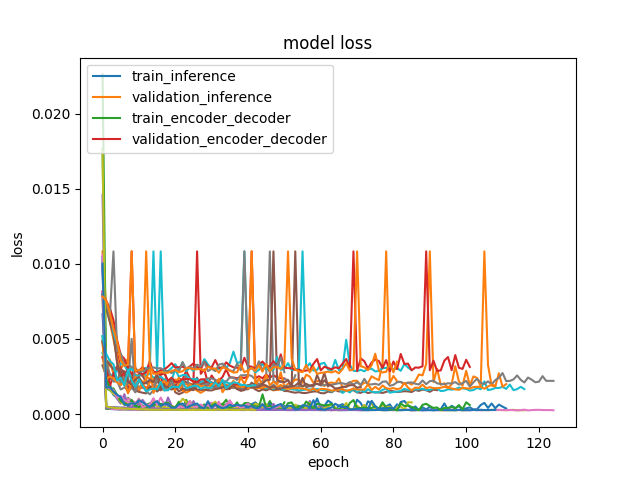 model loss
train_inference
validation_inference
train_encoder_decoder
validation_encoder_decoder
0.020
0.015
0.010
0.005
0.000
loss
0 20 40 60 80 100 120
epoch